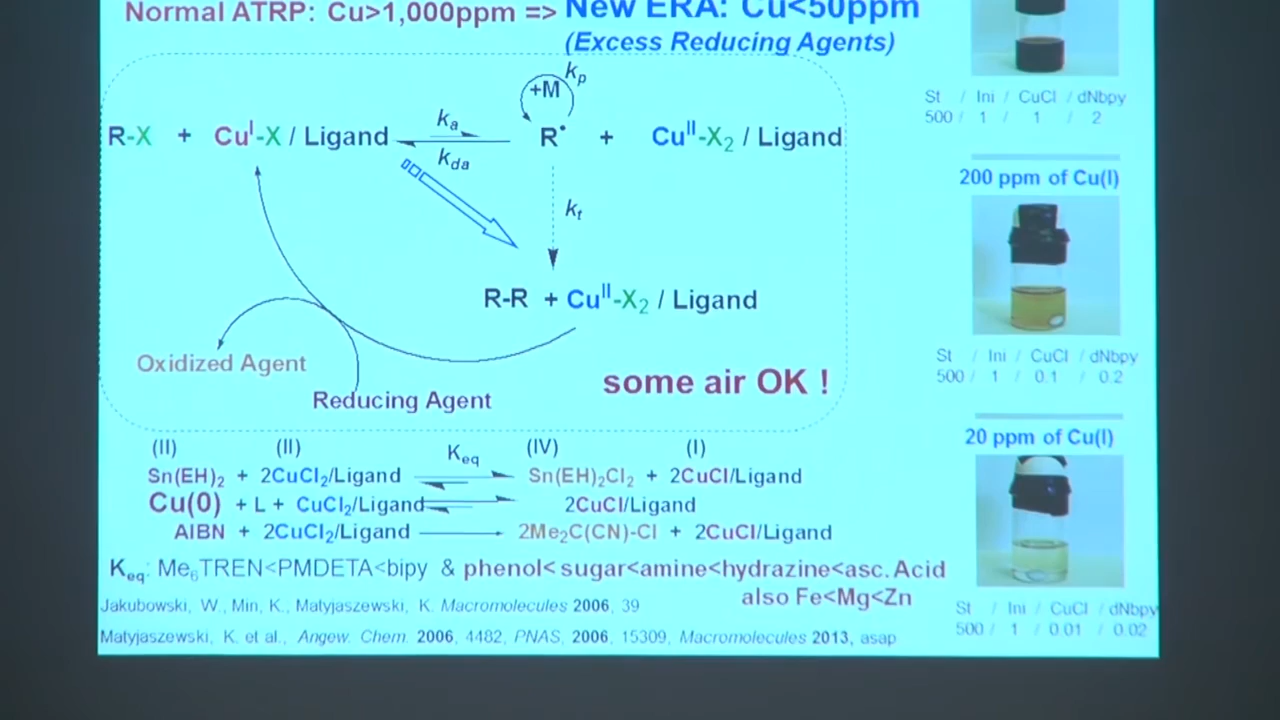 Normal ATRP: Cu>1,000ppm => New ERA: Cu<50ppm
(Excess Reducing Agents)
+M kp
R-X + CuI-X / Ligand ka kda R• + CuII-X2 / Ligand
kt
R-R + CuII-X2 / Ligand
Oxidized Agent
Reducing Agent
some air OK !
(II) (II) Keq (IV) (I)
Sn(EH)2 + 2CuCl2/Ligand Sn(EH)2Cl2 + 2CuCl/Ligand
Cu(0) + L + CuCl2/Ligand 2CuCl/Ligand
AIBN + 2CuCl2/Ligand 2Me2C(CN)-Cl + 2CuCl/Ligand
Keq: Me6TREN<PMDETA<bipy & phenol<sugar<amine<hydrazine<asc. Acid
also Fe<Mg<Zn
Jakubowski, W., Min, K., Matyjaszewski, K. Macromolecules 2006, 39
Matyjaszewski, K. et al., Angew. Chem. 2006, 4482, PNAS, 2006, 15309, Macromolecules 2013, asap
St / Ini / CuCl / dNbpy
500 / 1 / 1 / 2
200 ppm of Cu(I)
St / Ini / CuCl / dNbpy
500 / 1 / 0.1 / 0.2
20 ppm of Cu(I)
St / Ini / CuCl / dNbpy
500 / 1 / 0.01 / 0.02